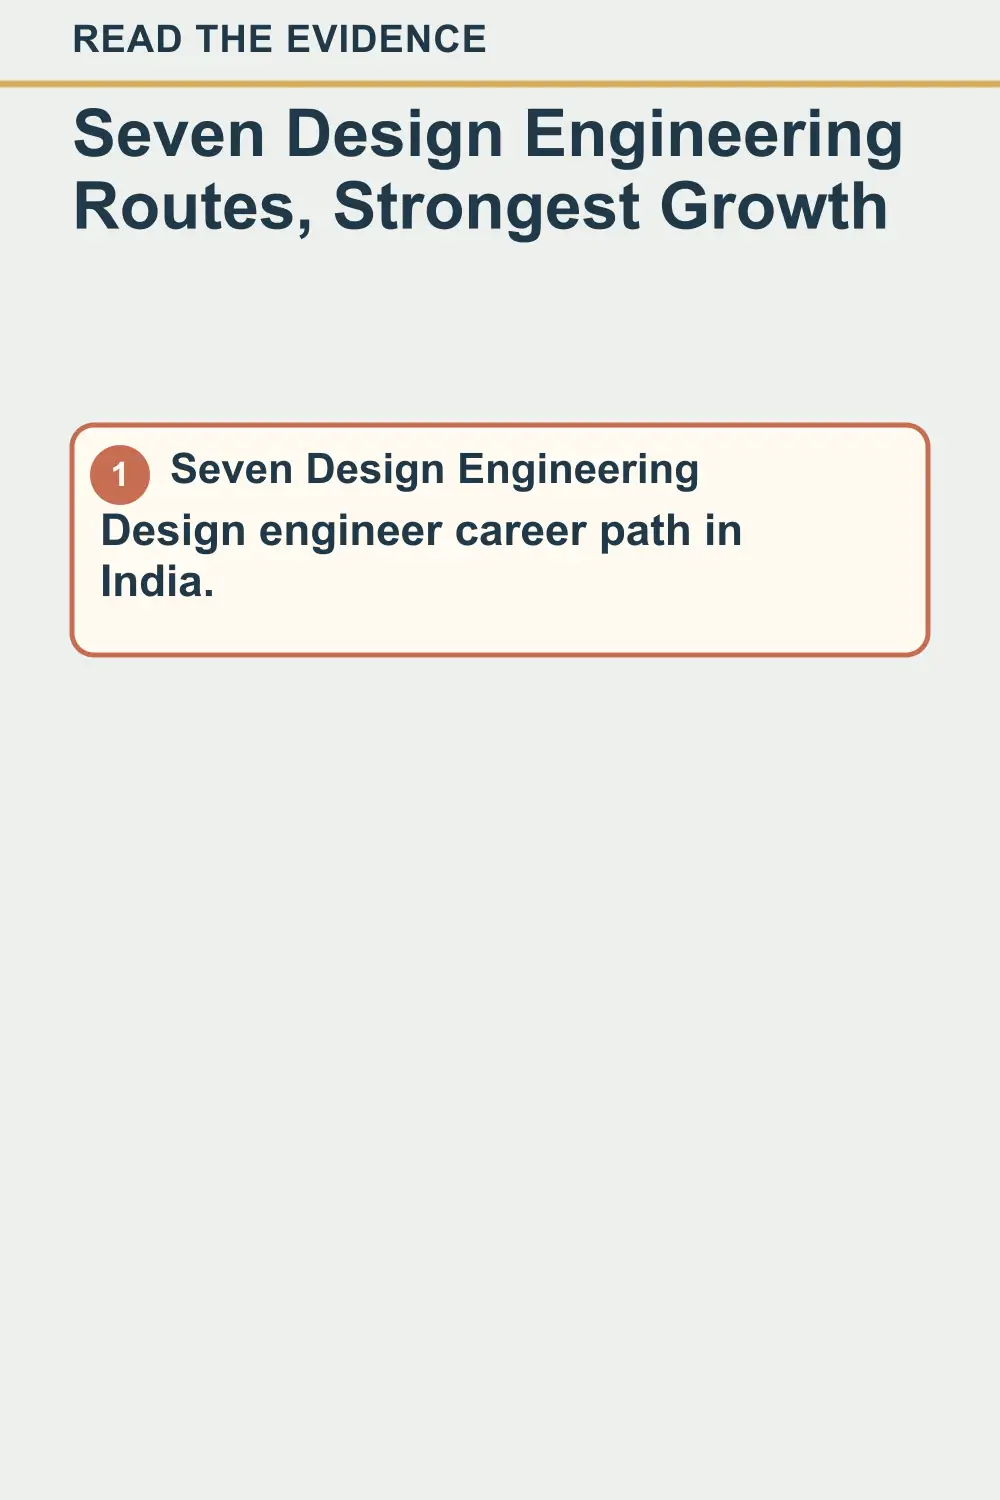 READ THE EVIDENCE
Seven Design Engineering
Routes, Strongest Growth
1 Seven Design Engineering
Design engineer career path in
India.